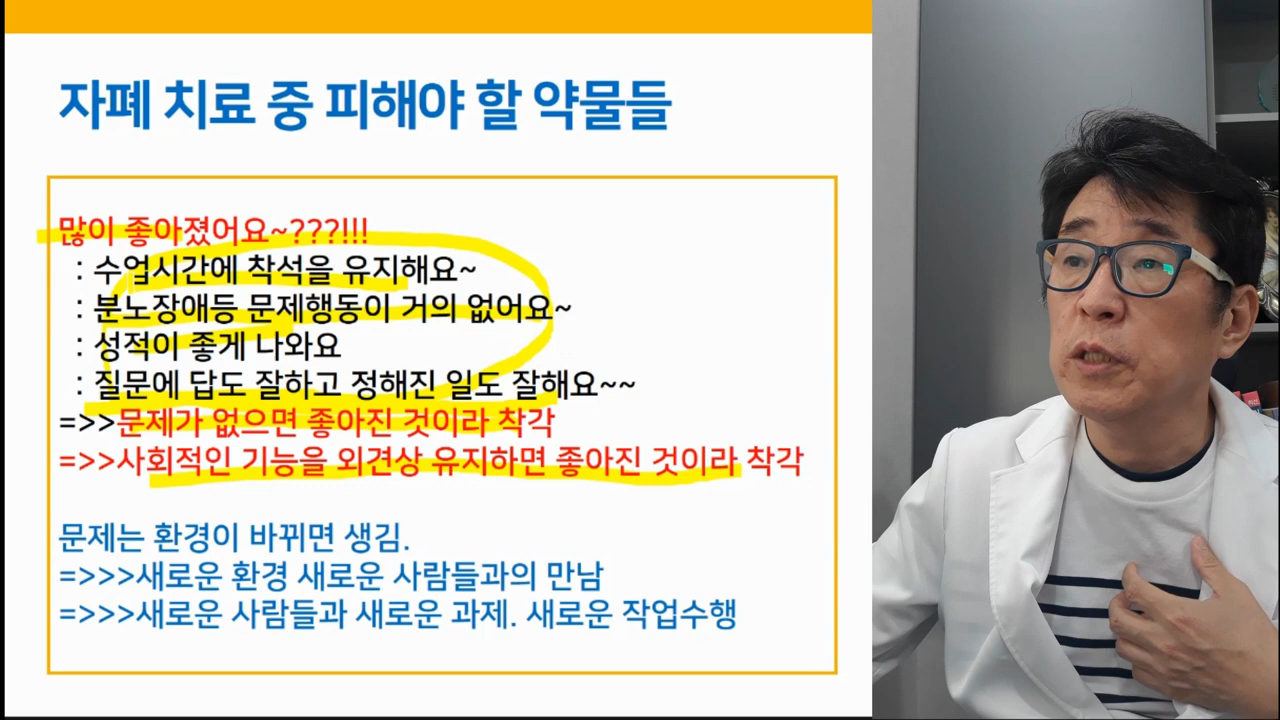 자폐 치료 중 피해야 할 약물들
많이 좋아졌어요~???!!!
: 수업시간에 착석을 유지해요~
: 분노장애등 문제행동이 거의 없어요~
: 성적이 좋게 나와요
: 질문에 답도 잘하고 정해진 일도 잘해요~~
=>>문제가 없으면 좋아진 것이라 착각
=>>사회적인 기능을 외견상 유지하면 좋아진 것이라 착각
문제는 환경이 바뀌면 생김.
=>>>새로운 환경 새로운 사람들과의 만남
=>>>새로운 사람들과 새로운 과제. 새로운 작업수행